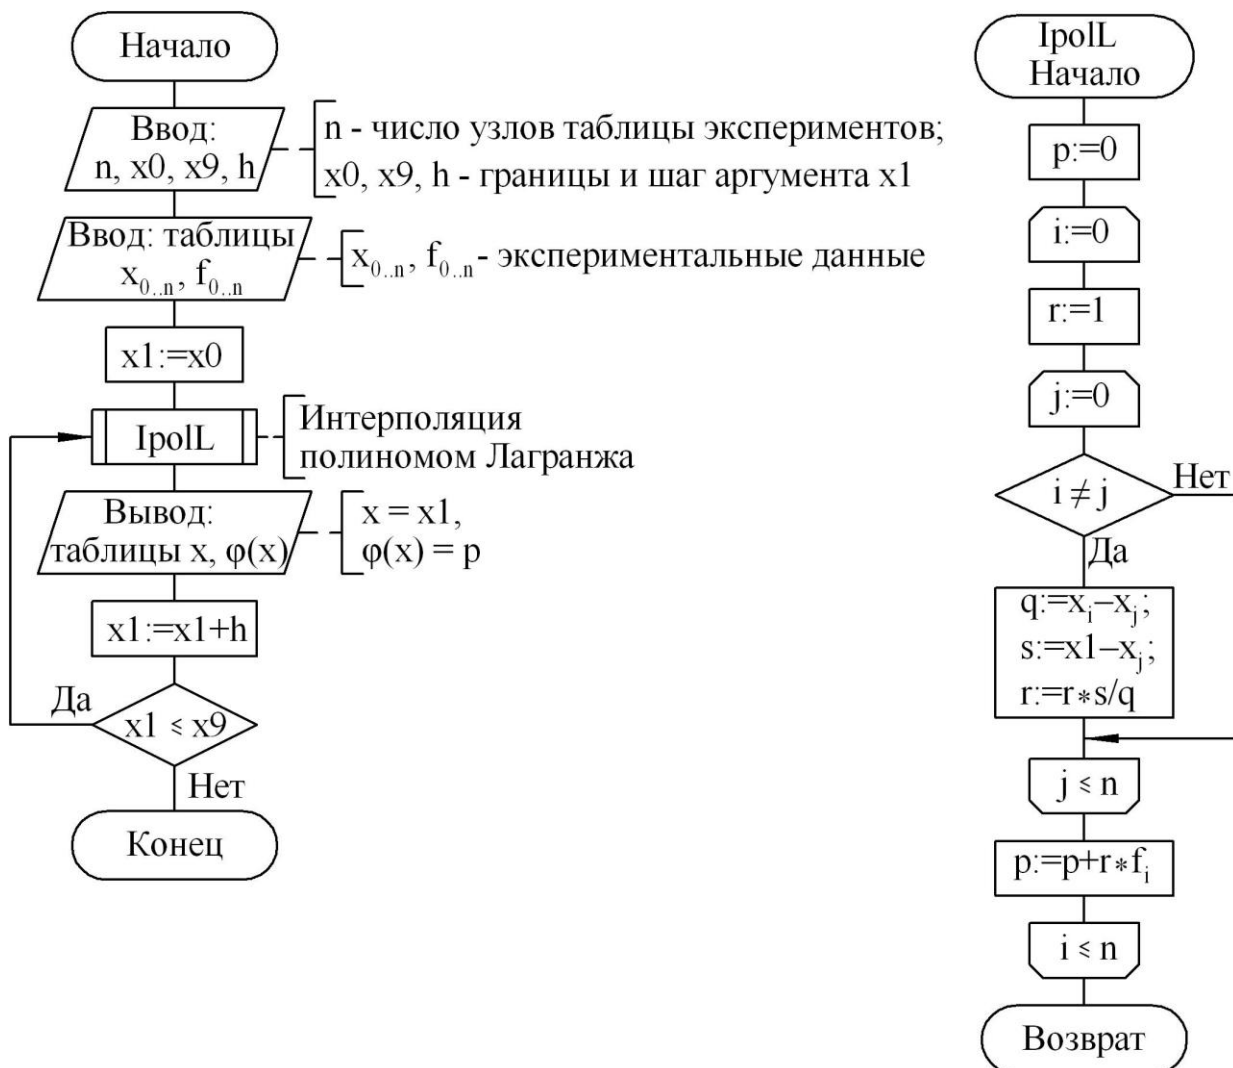 Начало
Ввод:
n, x0, x9, h
n - число узлов таблицы экспериментов;
x0, x9, h - границы и шаг аргумента x1
Ввод: таблицы
x₀..ₙ, f₀..ₙ
x₀..ₙ, f₀..ₙ - экспериментальные данные
x1:=x0
IpolL
Интерполяция
полиномом Лагранжа
Вывод:
таблицы x, φ(x)
x = x1,
φ(x) = p
x1:=x1+h
Да
x1 ≤ x9
Нет
Конец
IpolL
Начало
p:=0
i:=0
r:=1
j:=0
i ≠ j
Нет
Да
q:=xᵢ–xⱼ;
s:=x1–xⱼ;
r:=r*s/q
j ≤ n
p:=p+r*fᵢ
i ≤ n
Возврат